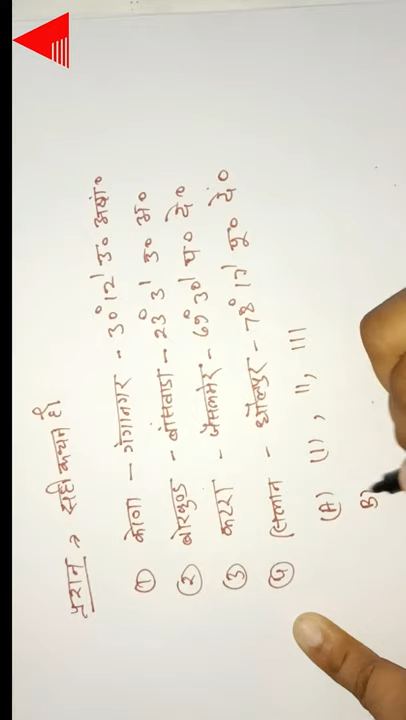 प्रश्न → सही कथन है।
① कोणा - गंगानगर - 30°12' उ० अक्षां०
② बोरकुण्ड - बांसवाडा - 23°3' उ० अ०
③ कटरा - जैसलमेर - 69°30' प० दे०
④ सिलान - धौलपुर - 78°17' पू० दे०
(A) (I), II, III
B)